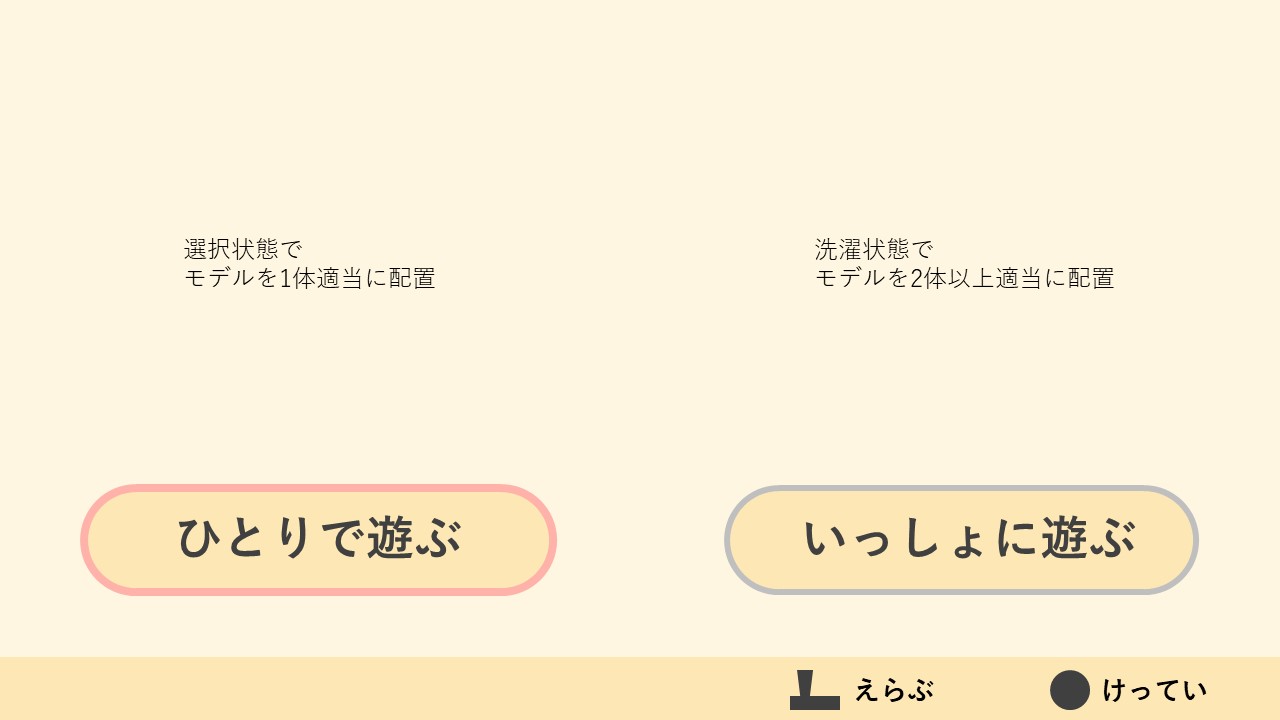 選択状態で
モデルを1体適当に配置
洗濯状態で
モデルを2体以上適当に配置
ひとりで遊ぶ
いっしょに遊ぶ
えらぶ
けってい